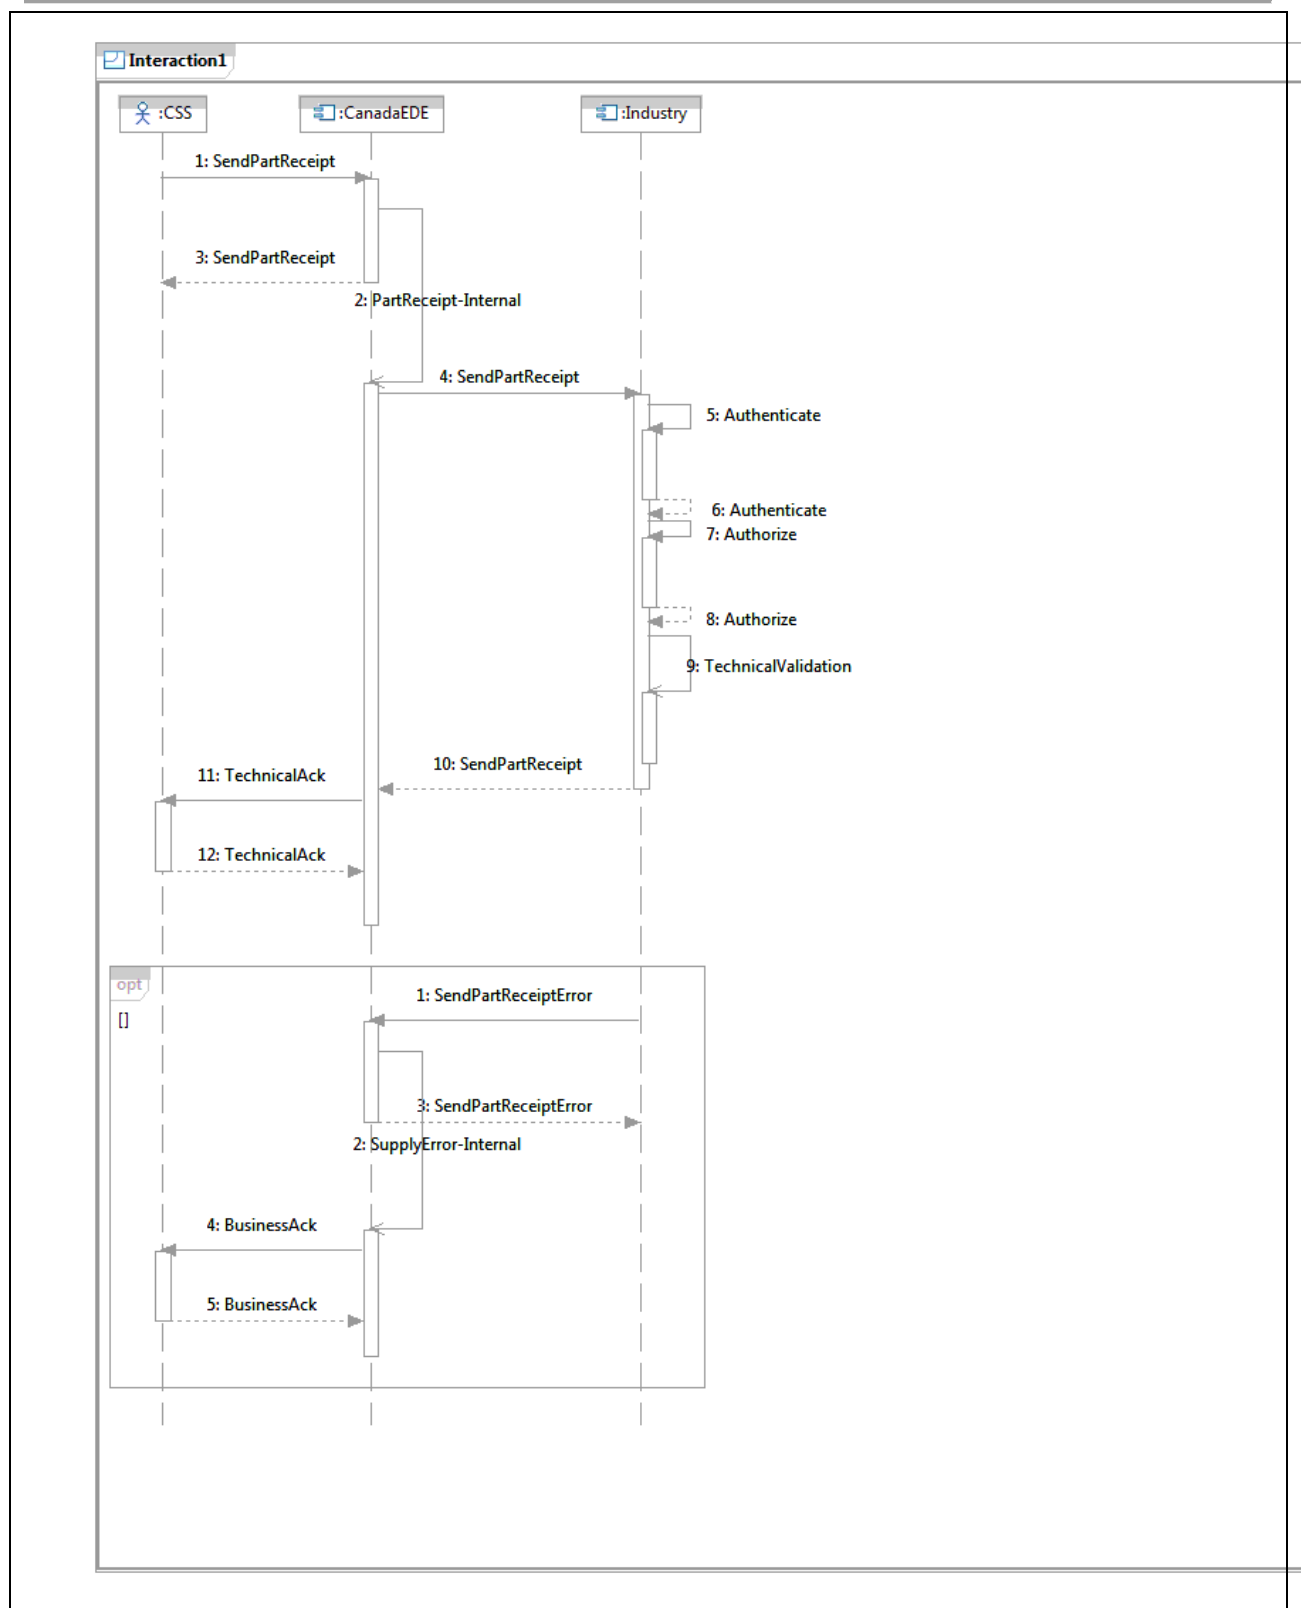 Interaction1
:CSS
:CanadaEDE
:Industry
1: SendPartReceipt
3: SendPartReceipt
2: PartReceipt-Internal
4: SendPartReceipt
5: Authenticate
6: Authenticate
7: Authorize
8: Authorize
9: TechnicalValidation
10: SendPartReceipt
11: TechnicalAck
12: TechnicalAck
opt
1: SendPartReceiptError
[]
3: SendPartReceiptError
2: SupplyError-Internal
4: BusinessAck
5: BusinessAck